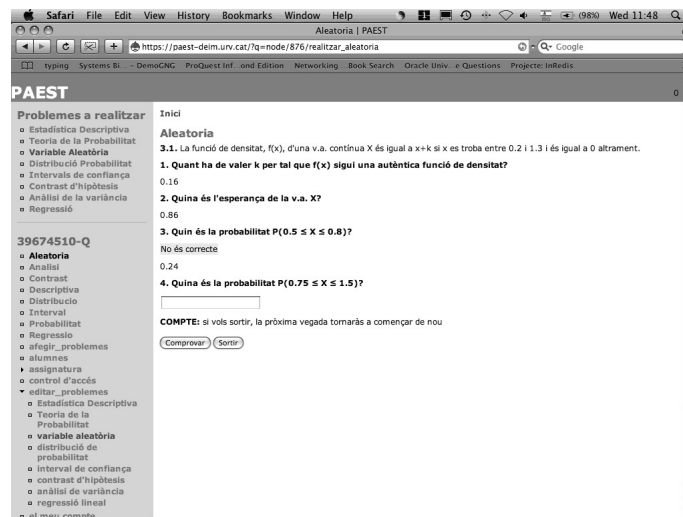 Safari File Edit View History Bookmarks Window Help (98%) Wed 11:48
Aleatoria | PAEST
https://paest-deim.urv.cat/?q=node/876/realitzar_aleatoria Google
typing Systems Bi... - DemoGNG ProQuest Inf...ond Edition Networking ...Book Search Oracle Univ...e Questions Projecte: InRedis
PAEST 0
Problemes a realitzar
Estadística Descriptiva
Teoria de la Probabilitat
Variable Aleatòria
Distribució Probabilitat
Intervals de confiança
Contrast d'hipòtesis
Anàlisi de la variància
Regressió
39674510-Q
Aleatoria
Analisi
Contrast
Descriptiva
Distribucio
Interval
Probabilitat
Regressio
afegir_problemes
alumnes
assignatura
control d'accés
editar_problemes
Estadística Descriptiva
Teoria de la
Probabilitat
variable aleatòria
distribució de
probabilitat
interval de confiança
contrast d'hipòtesis
anàlisi de variància
regressió lineal
el meu compte
Inici
Aleatoria
3.1. La funció de densitat, f(x), d'una v.a. contínua X és igual a x+k si x es troba entre 0.2 i 1.3 i és igual a 0 altrament.
1. Quant ha de valer k per tal que f(x) sigui una autèntica funció de densitat?
0.16
2. Quina és l'esperança de la v.a. X?
0.86
3. Quin és la probabilitat P(0.5 ≤ X ≤ 0.8)?
No és correcte
0.24
4. Quina és la probabilitat P(0.75 ≤ X ≤ 1.5)?
COMPTE: si vols sortir, la pròxima vegada tornaràs a començar de nou
Comprovar Sortir